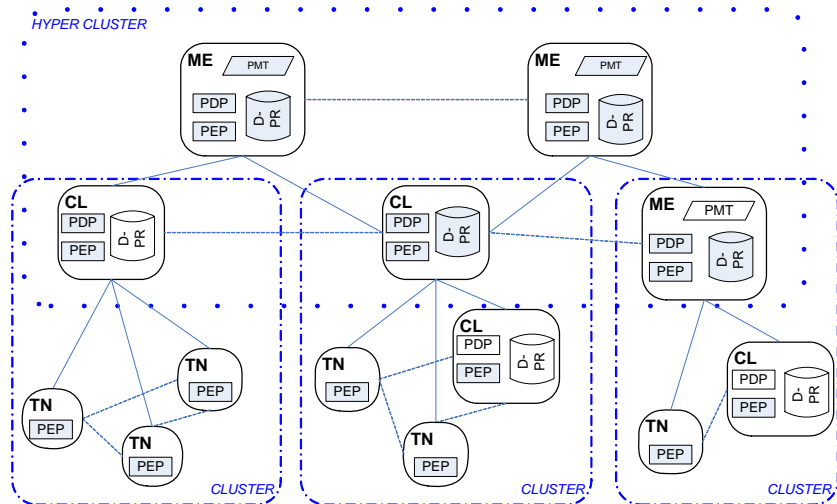 HYPER CLUSTER
ME
PMT
PDP
PEP
D-
PR
ME
PMT
PDP
PEP
D-
PR
CL
PDP
PEP
D-
PR
CL
PDP
PEP
D-
PR
ME
PMT
PDP
PEP
D-
PR
TN
PEP
TN
PEP
TN
PEP
CLUSTER
TN
PEP
CL
PDP
PEP
D-
PR
TN
PEP
CLUSTER
CL
PDP
PEP
D-
PR
TN
PEP
CLUSTER